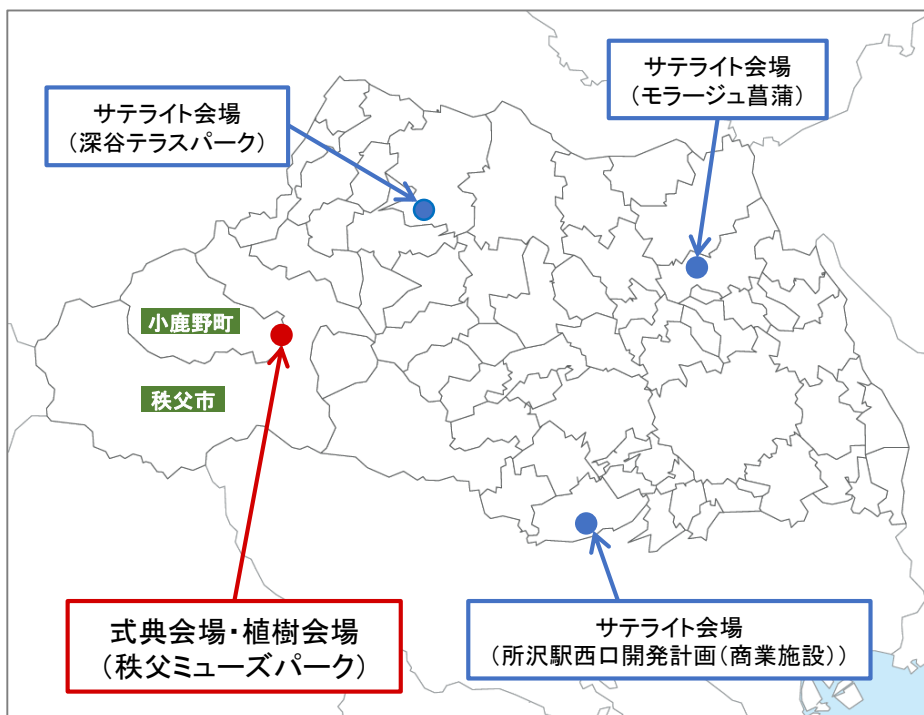 サテライト会場
（モラージュ菖蒲）
サテライト会場
（深谷テラスパーク）
小鹿野町
秩父市
式典会場・植樹会場
（秩父ミューズパーク）
サテライト会場
（所沢駅西口開発計画（商業施設））